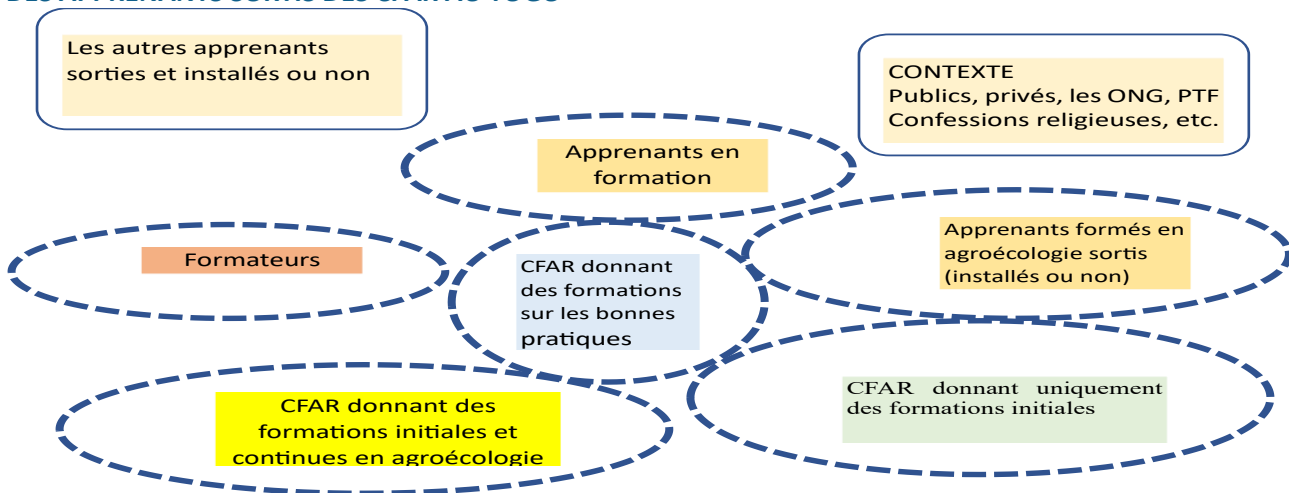 Les autres apprenants
sorties et installés ou non
CONTEXTE
Publics, privés, les ONG, PTF
Confessions religieuses, etc.
Apprenants en
formation
Apprenants formés en
agroécologie sortis
(installés ou non)
Formateurs
CFAR donnant
des formations
sur les bonnes
pratiques
CFAR donnant uniquement
des formations initiales
CFAR donnant des
formations initiales et
continues en agroécologie